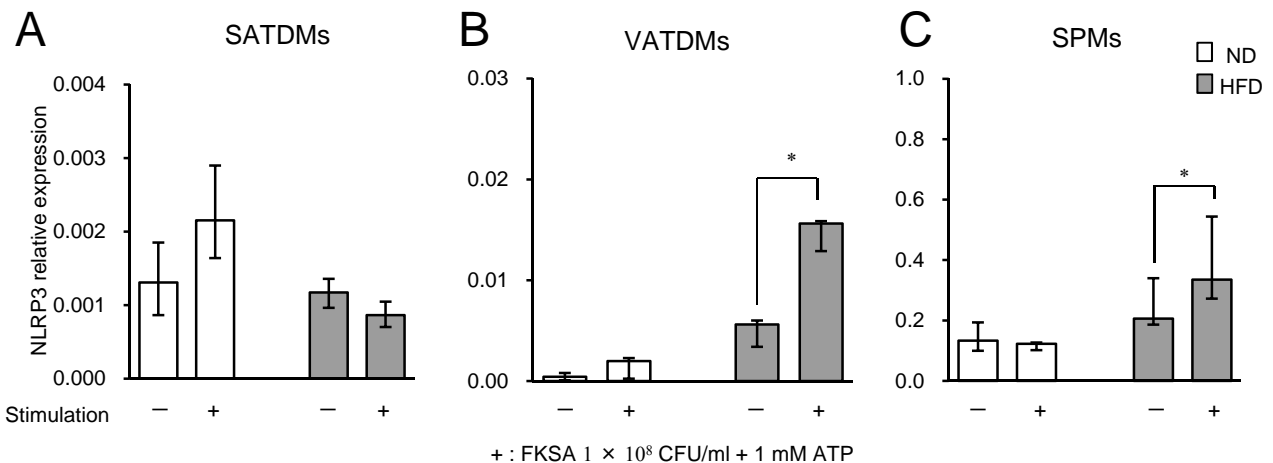 A
SATDMs
NLRP3 relative expression
0.004
0.003
0.002
0.001
0.000
Stimulation
— + — +
B
VATDMs
0.03
0.02
0.01
0.00
*
— + — +
C
SPMs
1.0
0.8
0.6
0.4
0.2
0.0
*
— + — +
ND
HFD
+ : FKSA 1 × 10⁸ CFU/ml + 1 mM ATP